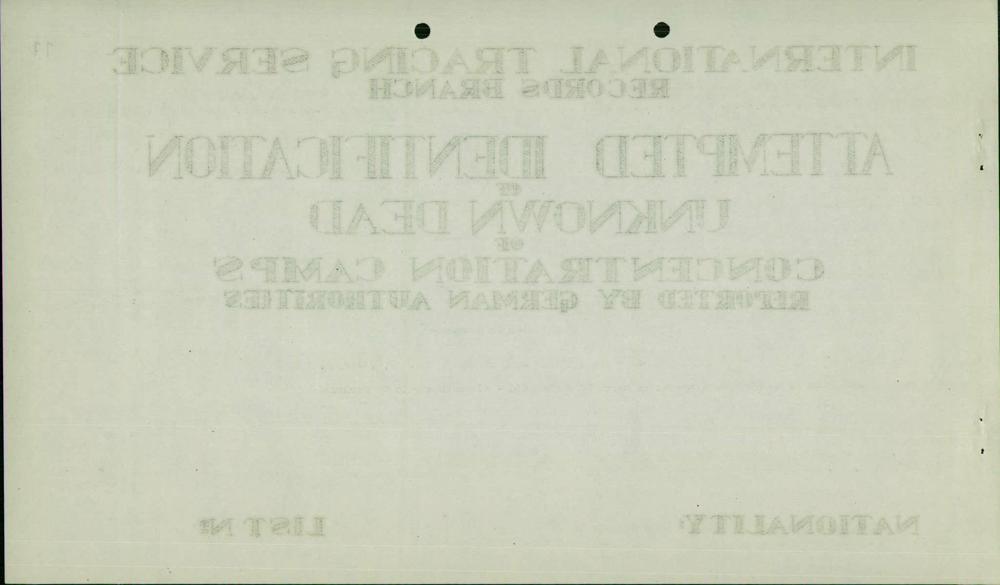 INTERNATIONAL TRACING SERVICE
RECORDS BRANCH
ATTEMPTED IDENTIFICATION
OF
UNKNOWN DEAD
OF
CONCENTRATION CAMPS
REPORTED BY GERMAN AUTHORITIES
NATIONALITY: LIST Nº: